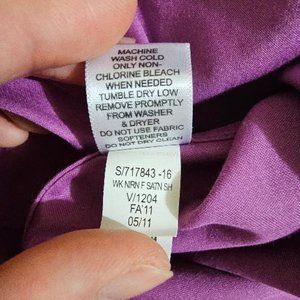 MACHINE
WASH COLD
ONLY NON-
CHLORINE BLEACH
WHEN NEEDED
TUMBLE DRY LOW
REMOVE PROMPTLY
FROM WASHER
& DRYER
DO NOT USE FABRIC
SOFTENERS
DO NOT DRY CLEAN
S/717843 -16
WK NRN F SATN SH
V/1204
FA'11
05/11